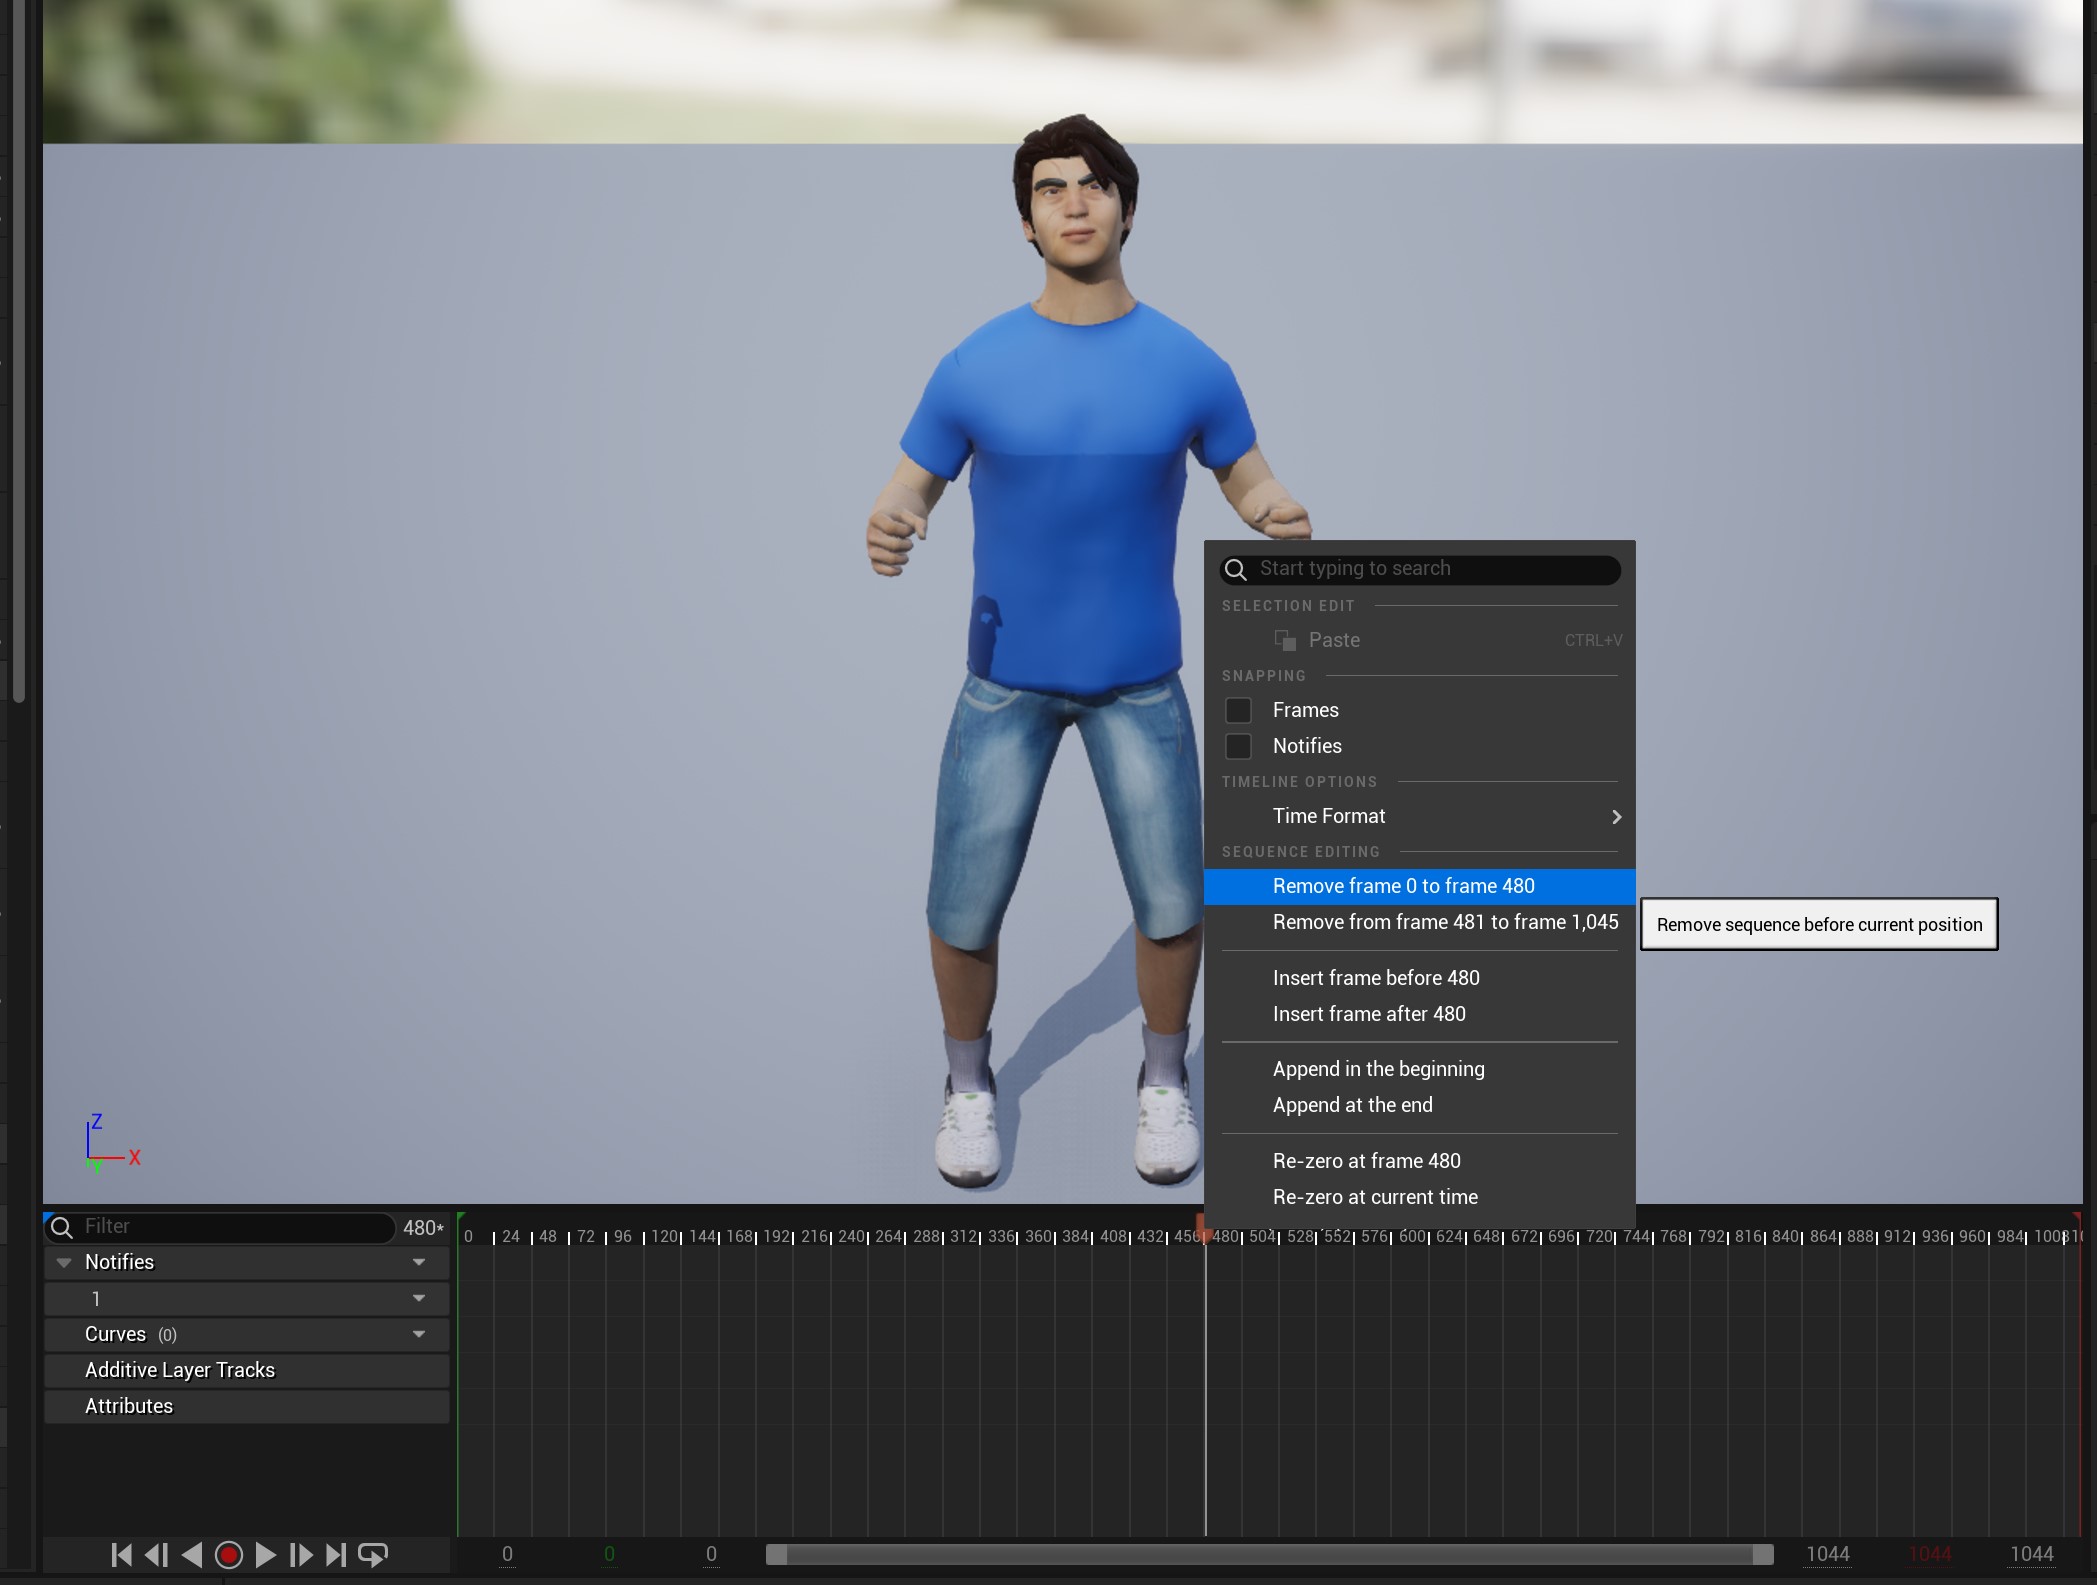 Start typing to search
SELECTION EDIT
Paste CTRL+V
SNAPPING
Frames
Notifies
TIMELINE OPTIONS
Time Format
SEQUENCE EDITING
Remove frame 0 to frame 480
Remove from frame 481 to frame 1,045
Remove sequence before current position
Insert frame before 480
Insert frame after 480
Append in the beginning
Append at the end
Re-zero at frame 480
Re-zero at current time
Z
X
Y
Filter 480*
0 24 48 72 96 120 144 168 192 216 240 264 288 312 336 360 384 408 432 456 480 504 528 552 576 600 624 648 672 696 720 744 768 792 816 840 864 888 912 936 960 984 1008
Notifies
1
Curves (0)
Additive Layer Tracks
Attributes
0 0 0 1044 1044 1044